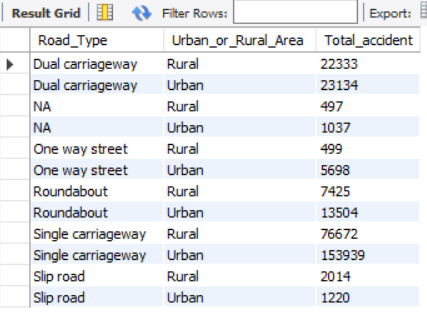 Result Grid Filter Rows: Export:
Road_Type Urban_or_Rural_Area Total_accident
Dual carriageway Rural 22333
Dual carriageway Urban 23134
NA Rural 497
NA Urban 1037
One way street Rural 499
One way street Urban 5698
Roundabout Rural 7425
Roundabout Urban 13504
Single carriageway Rural 76672
Single carriageway Urban 153939
Slip road Rural 2014
Slip road Urban 1220